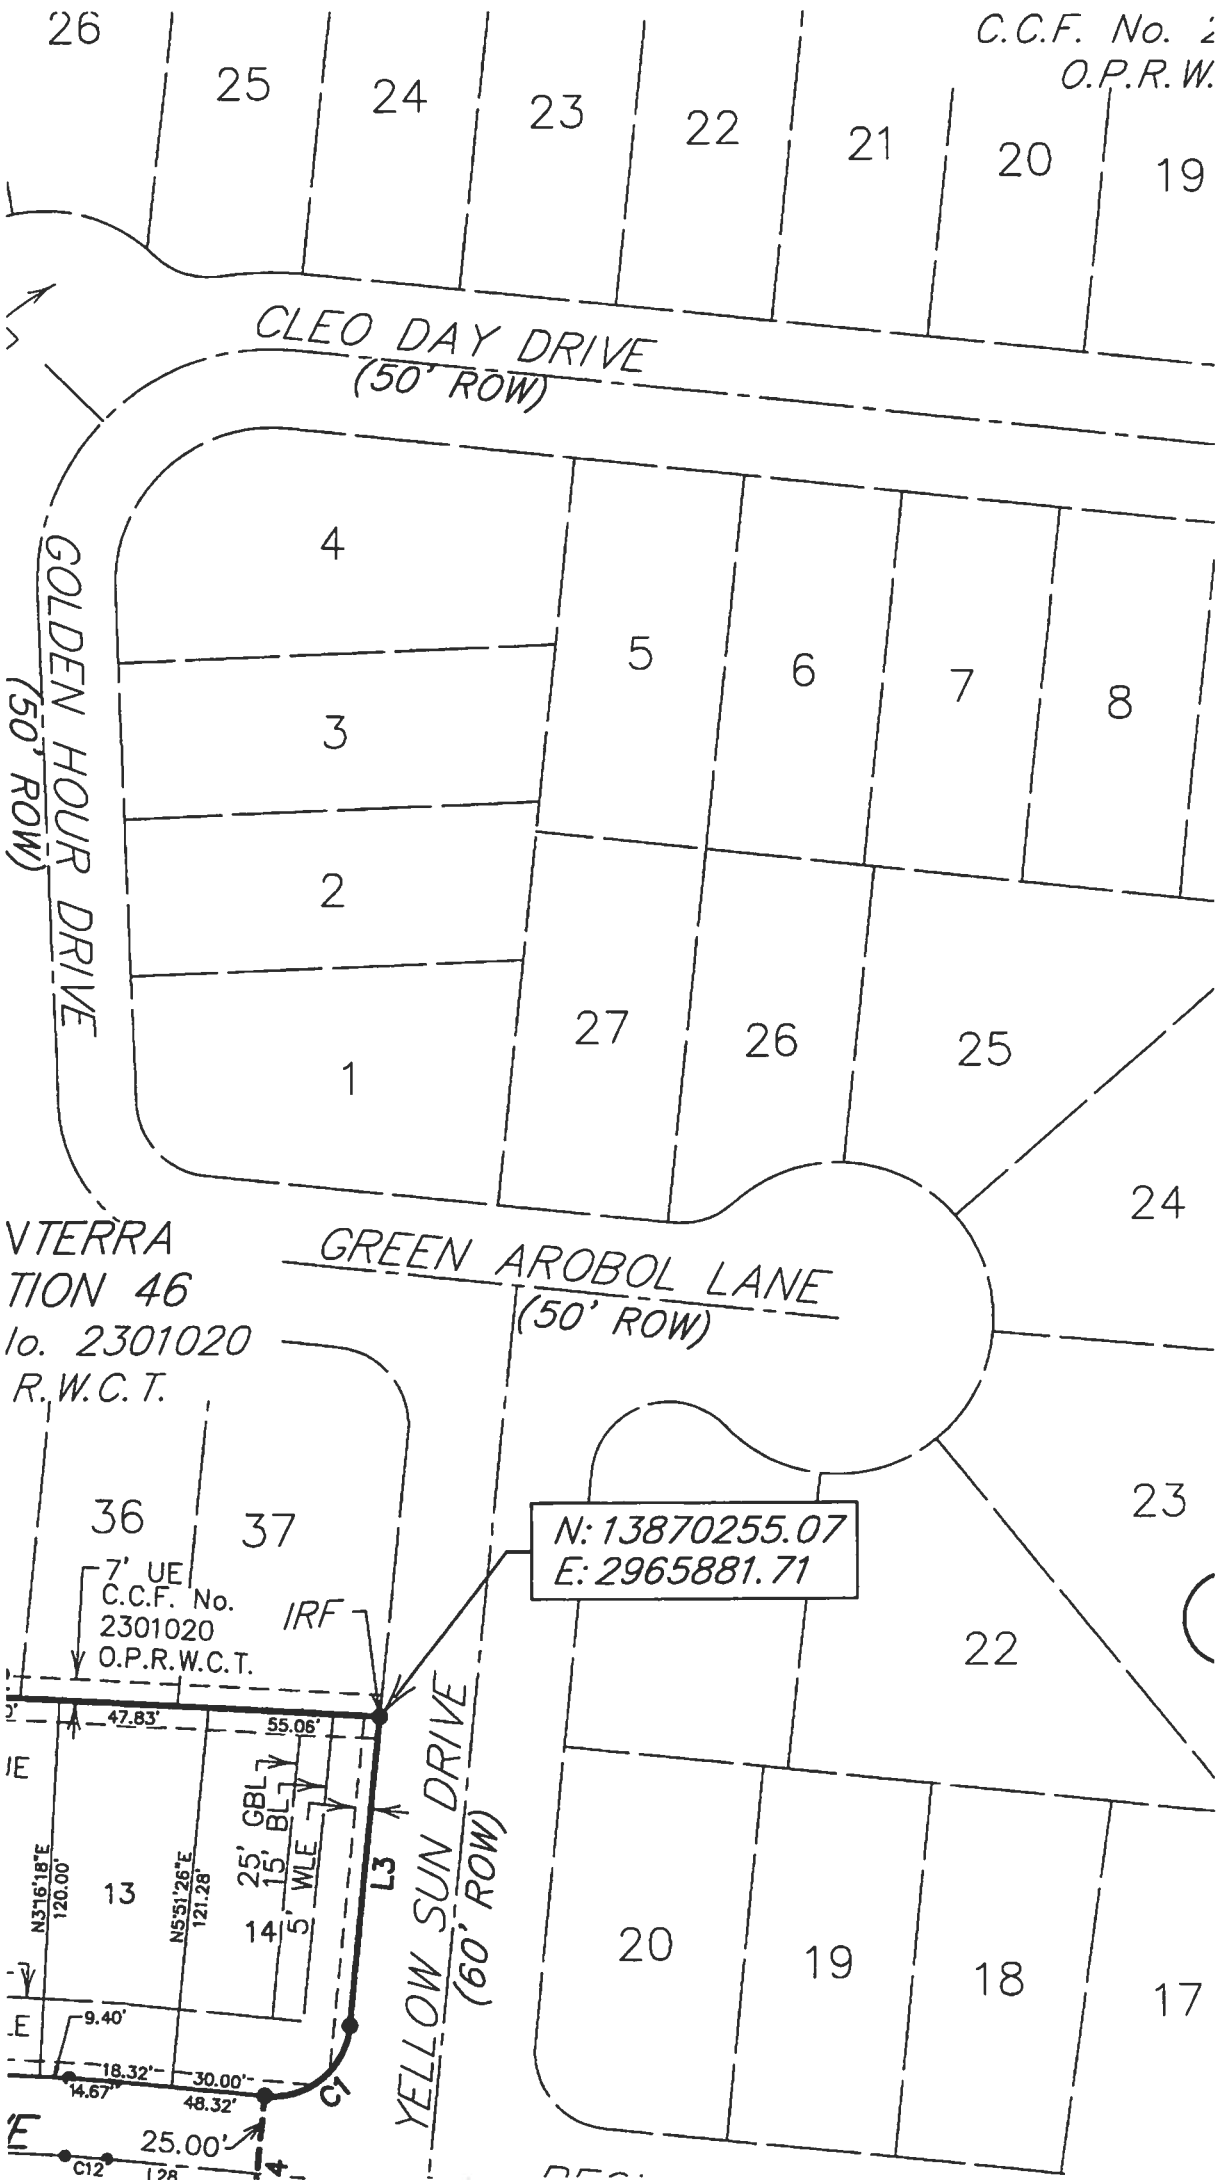 26
25
24
23
22
21
20
19
C.C.F. No. 2
O.P.R.W.
CLEO DAY DRIVE
(50' ROW)
GOLDEN HOUR DRIVE
(50' ROW)
4
3
2
1
5
6
7
8
27
26
25
24
23
22
GREEN AROBOL LANE
(50' ROW)
VTERRA
TION 46
lo. 2301020
R.W.C.T.
36
37
7' UE
C.C.F. No.
2301020
O.P.R.W.C.T.
IRF
N: 13870255.07
E: 2965881.71
47.83'
55.06'
JE
N3°16'18"E
120.00'
13
N5°51'26"E
121.28'
14
25' GBL
15' BL
5' WLE
L3
YELLOW SUN DRIVE
(60' ROW)
20
19
18
17
LE
9.40'
18.32'
30.00'
14.67'
48.32'
C1
25.00'
C12
L28
4